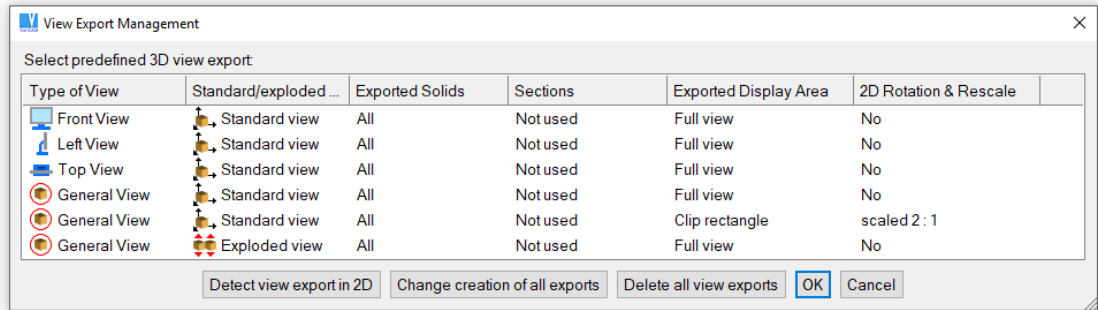 View Export Management
Select predefined 3D view export:
Type of View Standard/exploded ... Exported Solids Sections Exported Display Area 2D Rotation & Rescale
Front View Standard view All Not used Full view No
Left View Standard view All Not used Full view No
Top View Standard view All Not used Full view No
General View Standard view All Not used Full view No
General View Standard view All Not used Clip rectangle scaled 2 : 1
General View Exploded view All Not used Full view No
Detect view export in 2D Change creation of all exports Delete all view exports OK Cancel